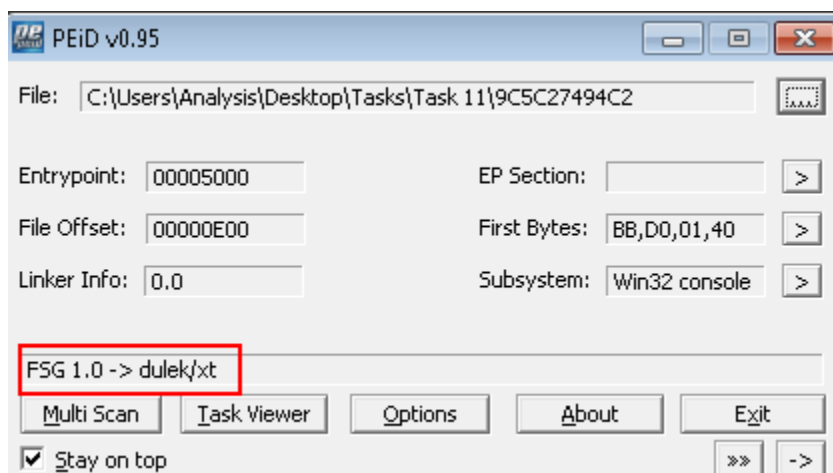 PEiD v0.95
File: C:\Users\Analysis\Desktop\Tasks\Task 11\9C5C27494C2 ...
Entrypoint: 00005000 EP Section: >
File Offset: 00000E00 First Bytes: BB,D0,01,40 >
Linker Info: 0.0 Subsystem: Win32 console >
FSG 1.0 -> dulek/xt
Multi Scan Task Viewer Options About Exit
Stay on top »» ->